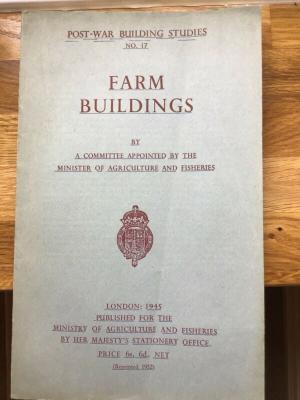 POST-WAR BUILDING STUDIES
NO. 17
FARM
BUILDINGS
BY
A COMMITTEE APPOINTED BY THE
MINISTER OF AGRICULTURE AND FISHERIES
LONDON: 1945
PUBLISHED FOR THE
MINISTRY OF AGRICULTURE AND FISHERIES
BY HER MAJESTY'S STATIONERY OFFICE
PRICE 6s. 6d. NET
(Reprinted 1952)